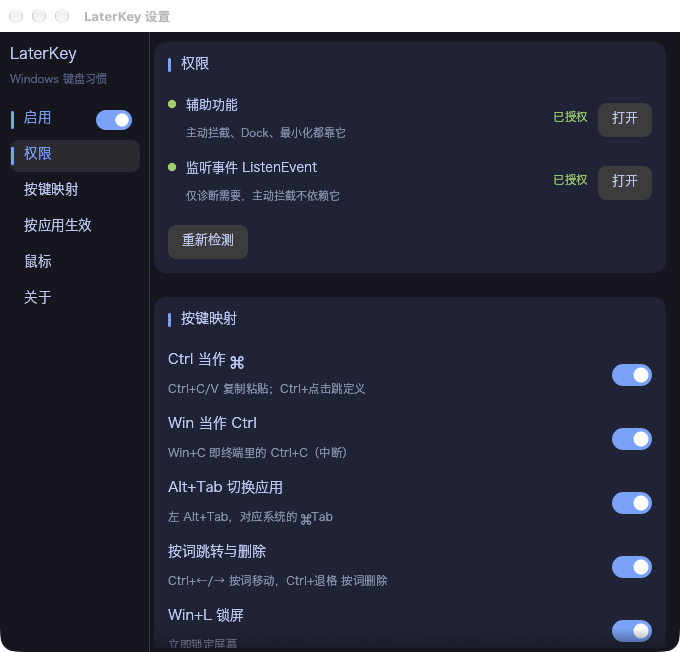 LaterKey 设置
LaterKey
Windows 键盘习惯
启用
权限
按键映射
按应用生效
鼠标
关于
权限
辅助功能
主动拦截、Dock、最小化都靠它
已授权
打开
监听事件 ListenEvent
仅诊断需要，主动拦截不依赖它
已授权
打开
重新检测
按键映射
Ctrl 当作 ⌘
Ctrl+C/V 复制粘贴；Ctrl+点击跳定义
Win 当作 Ctrl
Win+C 即终端里的 Ctrl+C（中断）
Alt+Tab 切换应用
左 Alt+Tab，对应系统的 ⌘Tab
按词跳转与删除
Ctrl+←/→ 按词移动，Ctrl+退格 按词删除
Win+L 锁屏
立即锁定屏幕